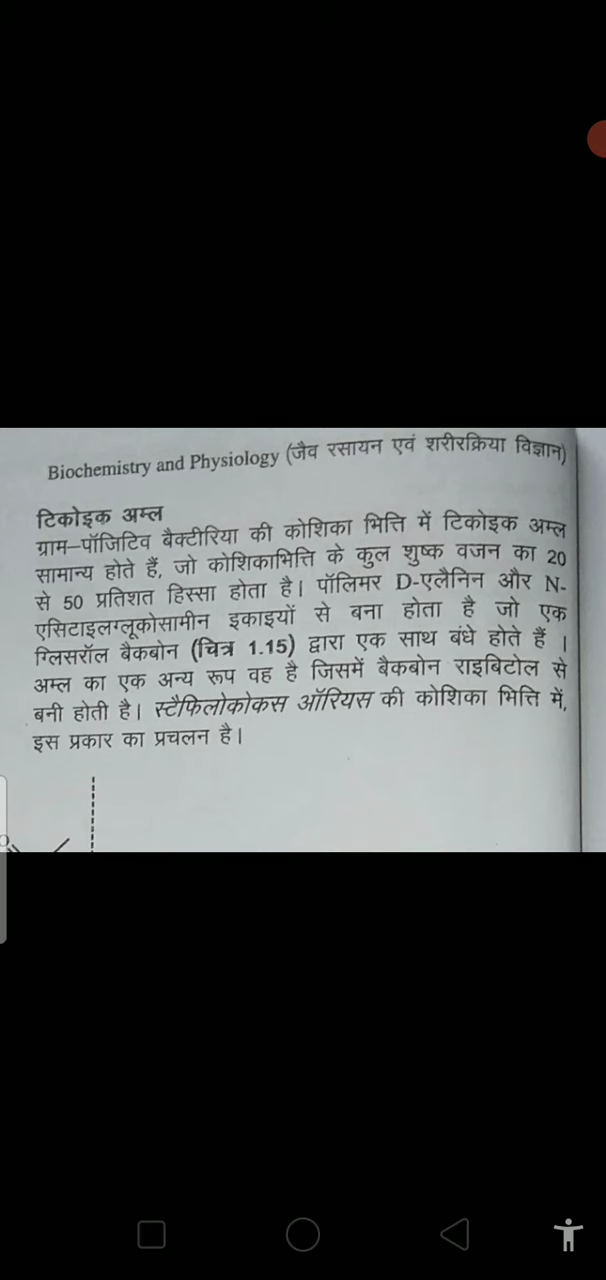 Biochemistry and Physiology (जैव रसायन एवं शरीरक्रिया विज्ञान)
टिकोइक अम्ल
ग्राम–पॉजिटिव बैक्टीरिया की कोशिका भित्ति में टिकोइक अम्ल
सामान्य होते हैं, जो कोशिकाभित्ति के कुल शुष्क वजन का 20
से 50 प्रतिशत हिस्सा होता है। पॉलिमर D-एलैनिन और N-
एसिटाइलग्लूकोसामीन इकाइयों से बना होता है जो एक
ग्लिसरॉल बैकबोन (चित्र 1.15) द्वारा एक साथ बंधे होते हैं ।
अम्ल का एक अन्य रूप वह है जिसमें बैकबोन राइबिटोल से
बनी होती है। स्टैफिलोकोकस ऑरियस की कोशिका भित्ति में,
इस प्रकार का प्रचलन है।